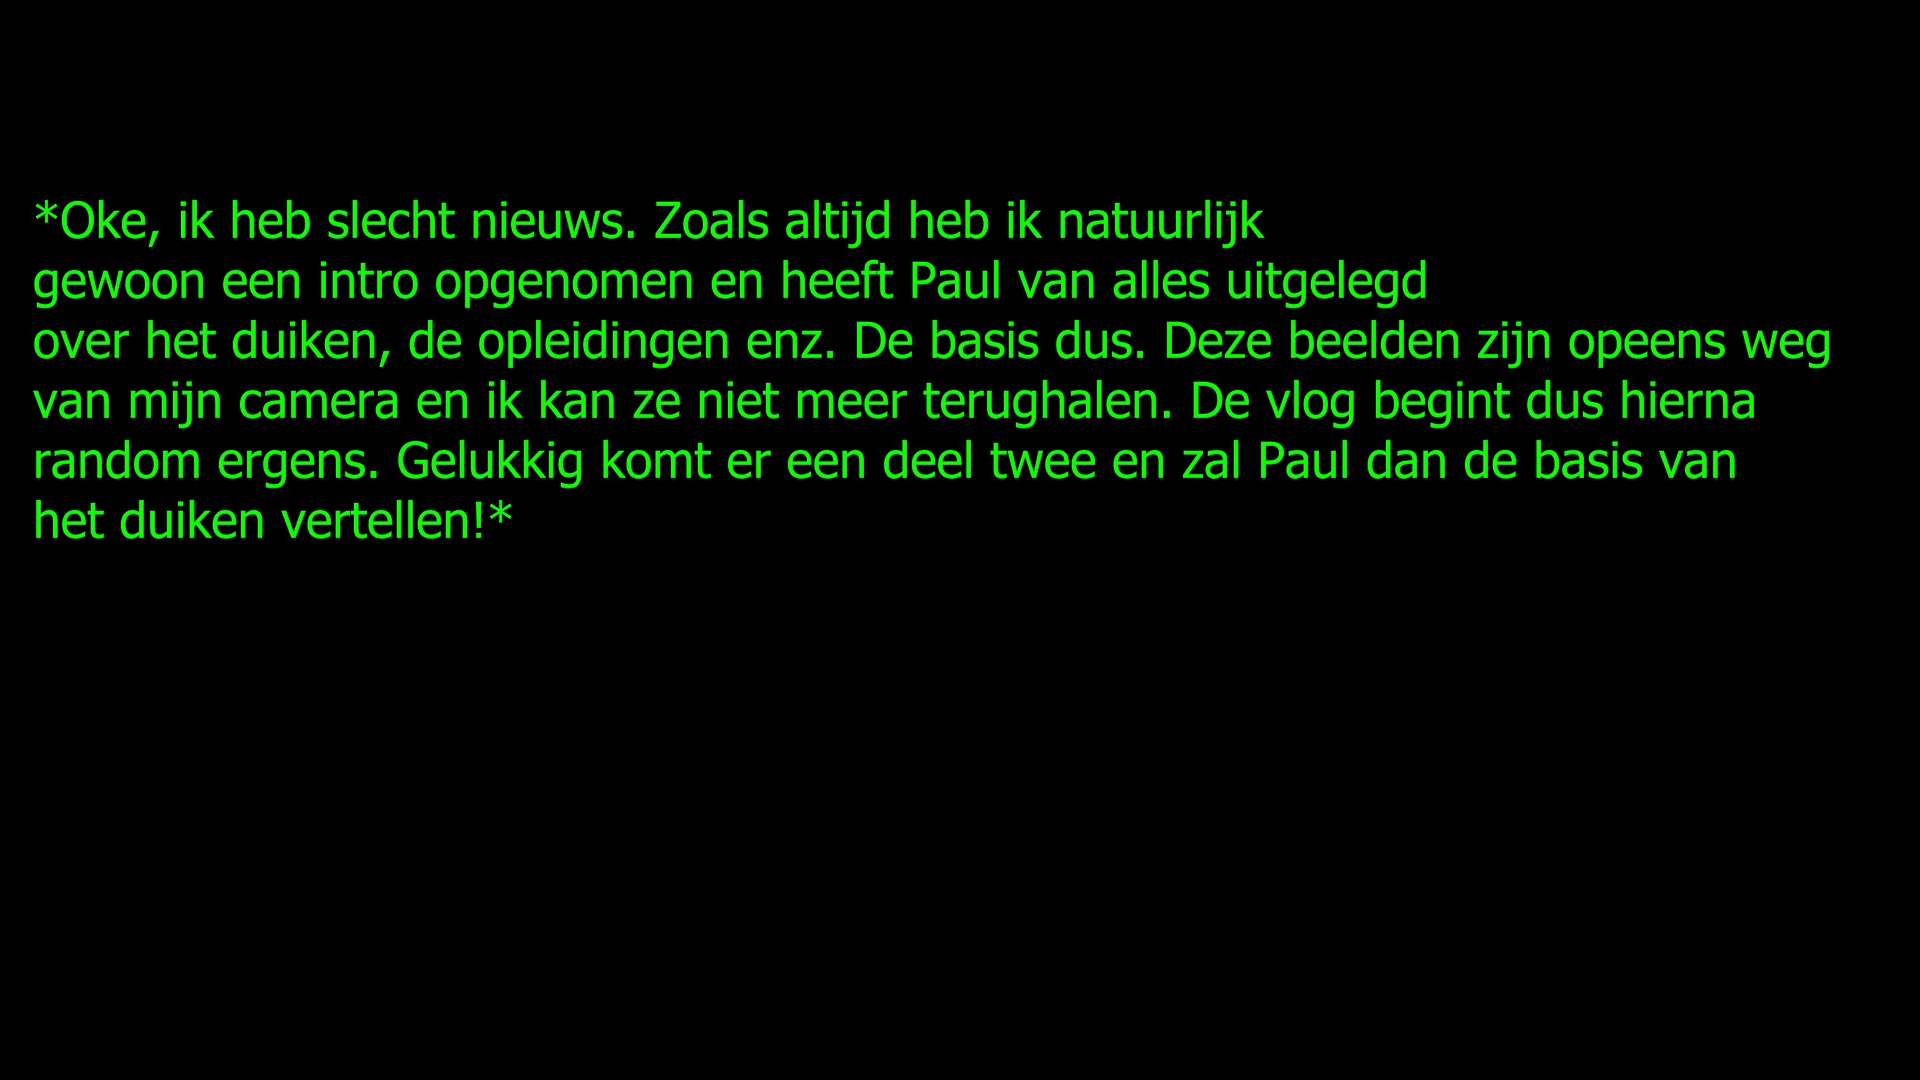 *Oke, ik heb slecht nieuws. Zoals altijd heb ik natuurlijk
gewoon een intro opgenomen en heeft Paul van alles uitgelegd
over het duiken, de opleidingen enz. De basis dus. Deze beelden zijn opeens weg
van mijn camera en ik kan ze niet meer terughalen. De vlog begint dus hierna
random ergens. Gelukkig komt er een deel twee en zal Paul dan de basis van
het duiken vertellen!*